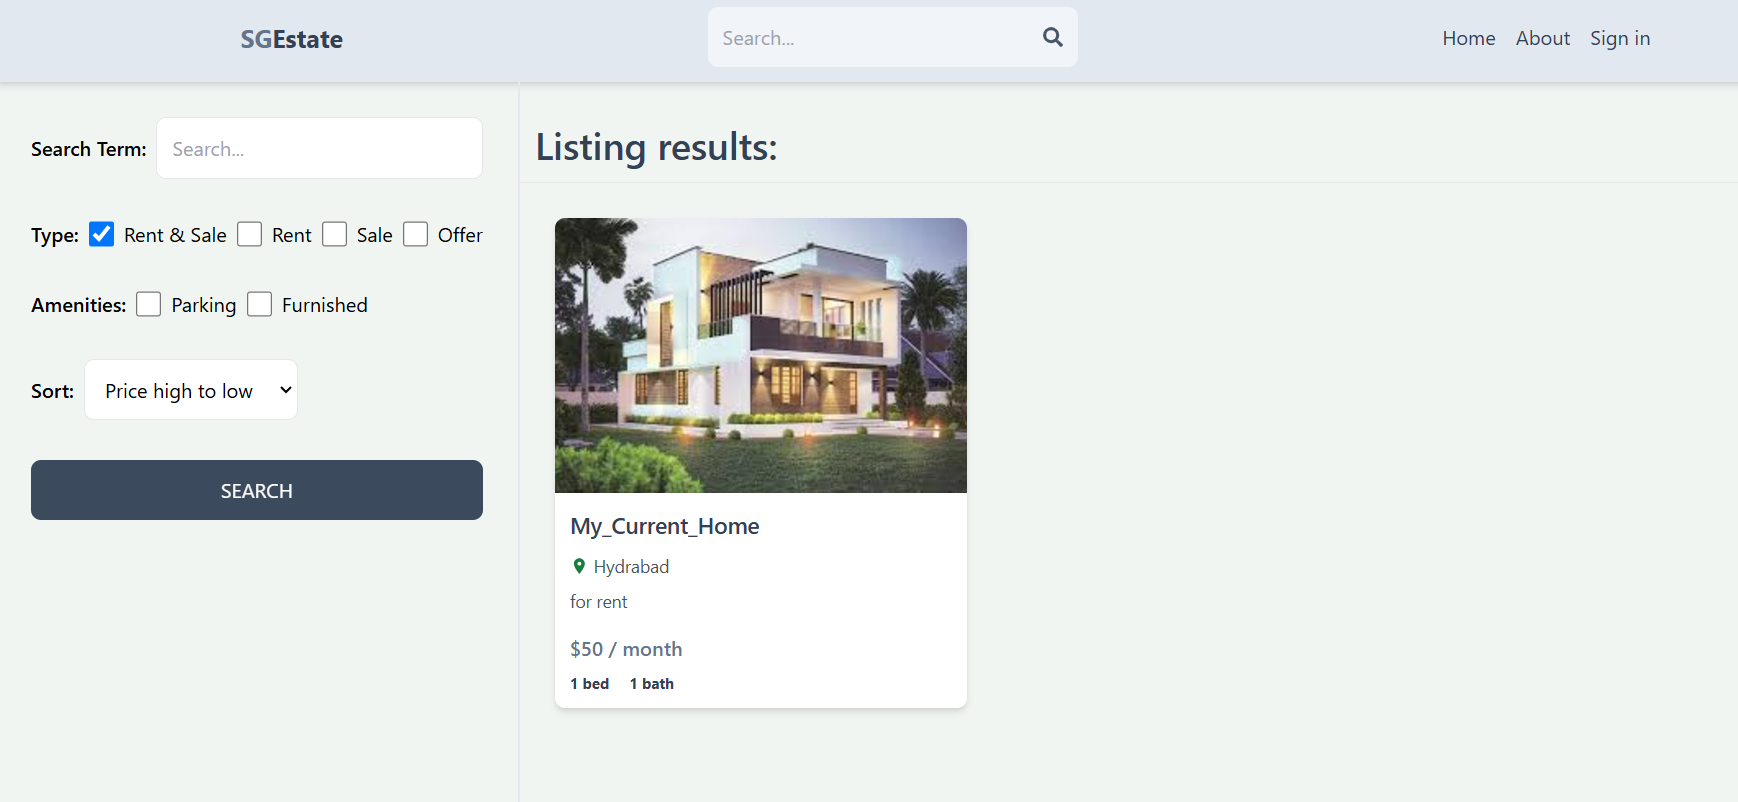 SGEstate
Search...
Home About Sign in
Search Term: Search...
Type: Rent & Sale Rent Sale Offer
Amenities: Parking Furnished
Sort: Price high to low
SEARCH
Listing results:
My_Current_Home
Hydrabad
for rent
$50 / month
1 bed 1 bath